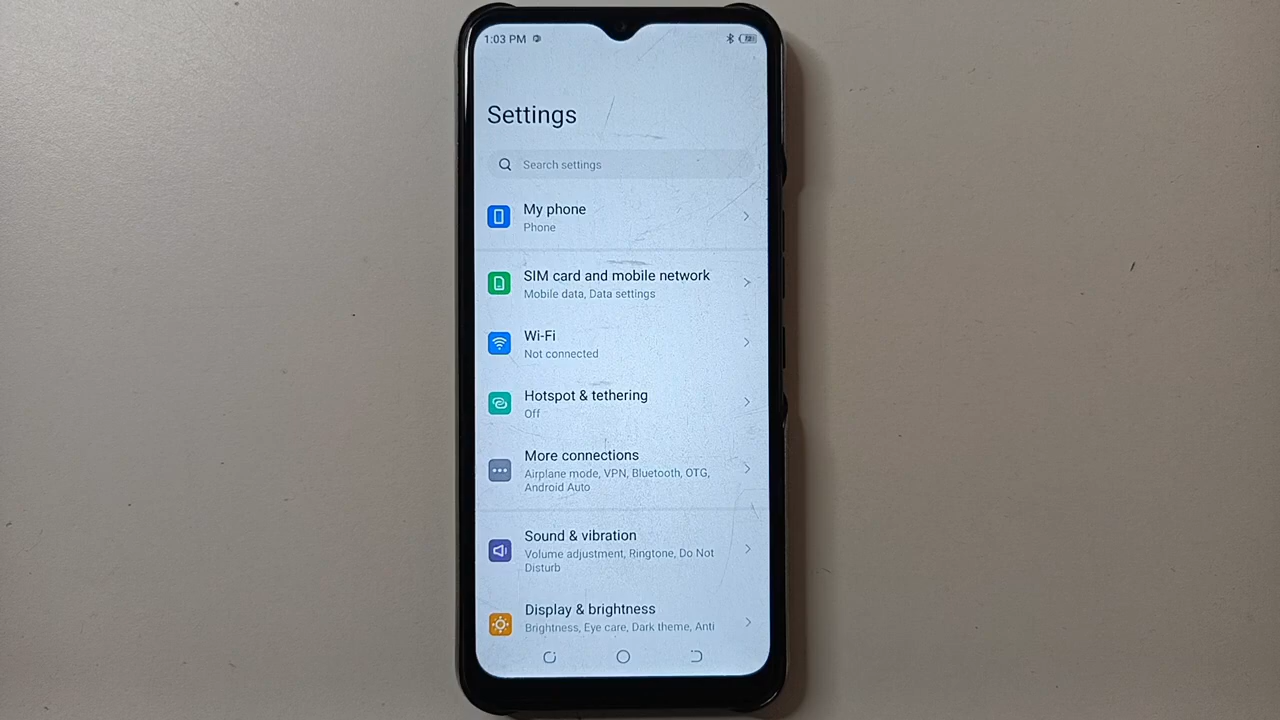 1:03 PM
Settings
Search settings
My phone
Phone
SIM card and mobile network
Mobile data, Data settings
Wi-Fi
Not connected
Hotspot & tethering
Off
More connections
Airplane mode, VPN, Bluetooth, OTG,
Android Auto
Sound & vibration
Volume adjustment, Ringtone, Do Not
Disturb
Display & brightness
Brightness, Eye care, Dark theme, Anti